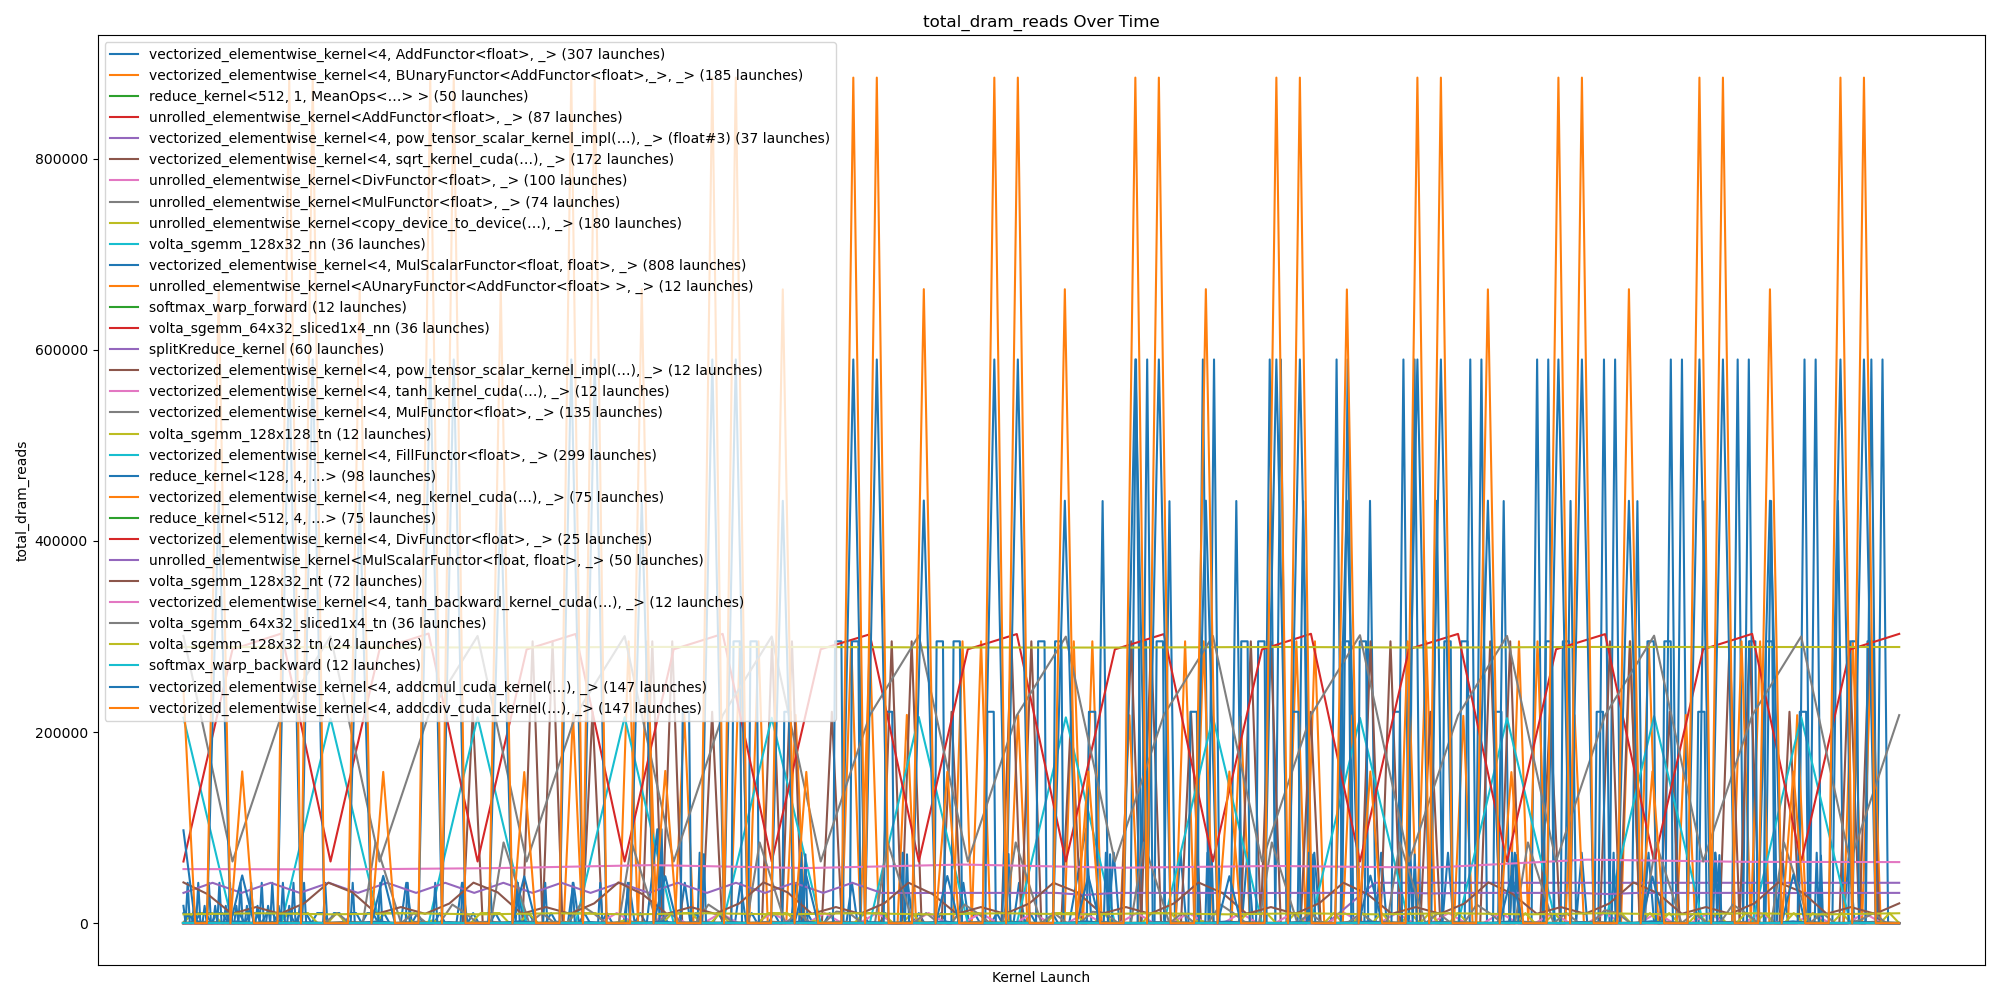 total_dram_reads Over Time
vectorized_elementwise_kernel<4, AddFunctor<float>, _> (307 launches)
vectorized_elementwise_kernel<4, BUnaryFunctor<AddFunctor<float>,_>, _> (185 launches)
reduce_kernel<512, 1, MeanOps<...> > (50 launches)
unrolled_elementwise_kernel<AddFunctor<float>, _> (87 launches)
vectorized_elementwise_kernel<4, pow_tensor_scalar_kernel_impl(...), _> (float#3) (37 launches)
vectorized_elementwise_kernel<4, sqrt_kernel_cuda(...), _> (172 launches)
unrolled_elementwise_kernel<DivFunctor<float>, _> (100 launches)
unrolled_elementwise_kernel<MulFunctor<float>, _> (74 launches)
unrolled_elementwise_kernel<copy_device_to_device(...), _> (180 launches)
volta_sgemm_128x32_nn (36 launches)
vectorized_elementwise_kernel<4, MulScalarFunctor<float, float>, _> (808 launches)
unrolled_elementwise_kernel<AUnaryFunctor<AddFunctor<float> >, _> (12 launches)
softmax_warp_forward (12 launches)
volta_sgemm_64x32_sliced1x4_nn (36 launches)
splitKreduce_kernel (60 launches)
vectorized_elementwise_kernel<4, pow_tensor_scalar_kernel_impl(...), _> (12 launches)
vectorized_elementwise_kernel<4, tanh_kernel_cuda(...), _> (12 launches)
vectorized_elementwise_kernel<4, MulFunctor<float>, _> (135 launches)
volta_sgemm_128x128_tn (12 launches)
vectorized_elementwise_kernel<4, FillFunctor<float>, _> (299 launches)
reduce_kernel<128, 4, ...> (98 launches)
vectorized_elementwise_kernel<4, neg_kernel_cuda(...), _> (75 launches)
reduce_kernel<512, 4, ...> (75 launches)
vectorized_elementwise_kernel<4, DivFunctor<float>, _> (25 launches)
unrolled_elementwise_kernel<MulScalarFunctor<float, float>, _> (50 launches)
volta_sgemm_128x32_nt (72 launches)
vectorized_elementwise_kernel<4, tanh_backward_kernel_cuda(...), _> (12 launches)
volta_sgemm_64x32_sliced1x4_tn (36 launches)
volta_sgemm_128x32_tn (24 launches)
softmax_warp_backward (12 launches)
vectorized_elementwise_kernel<4, addcmul_cuda_kernel(...), _> (147 launches)
vectorized_elementwise_kernel<4, addcdiv_cuda_kernel(...), _> (147 launches)
total_dram_reads
800000
600000
400000
200000
0
Kernel Launch